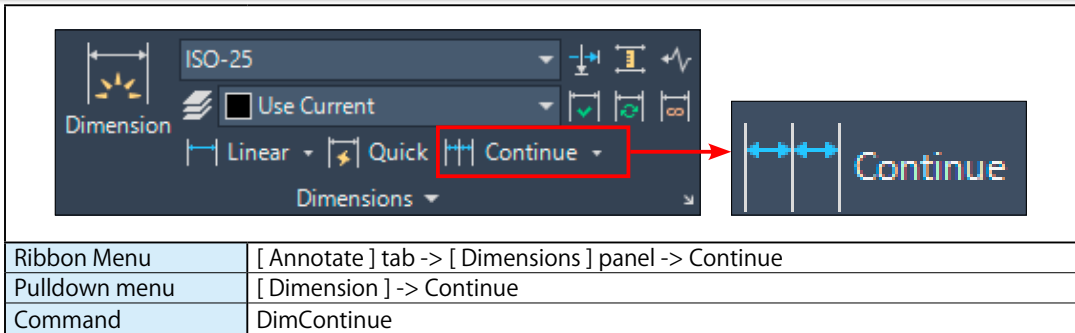 ISO-25
Use Current
Dimension
Linear Quick Continue
Continue
Dimensions
Ribbon Menu [ Annotate ] tab -> [ Dimensions ] panel -> Continue
Pulldown menu [ Dimension ] -> Continue
Command DimContinue